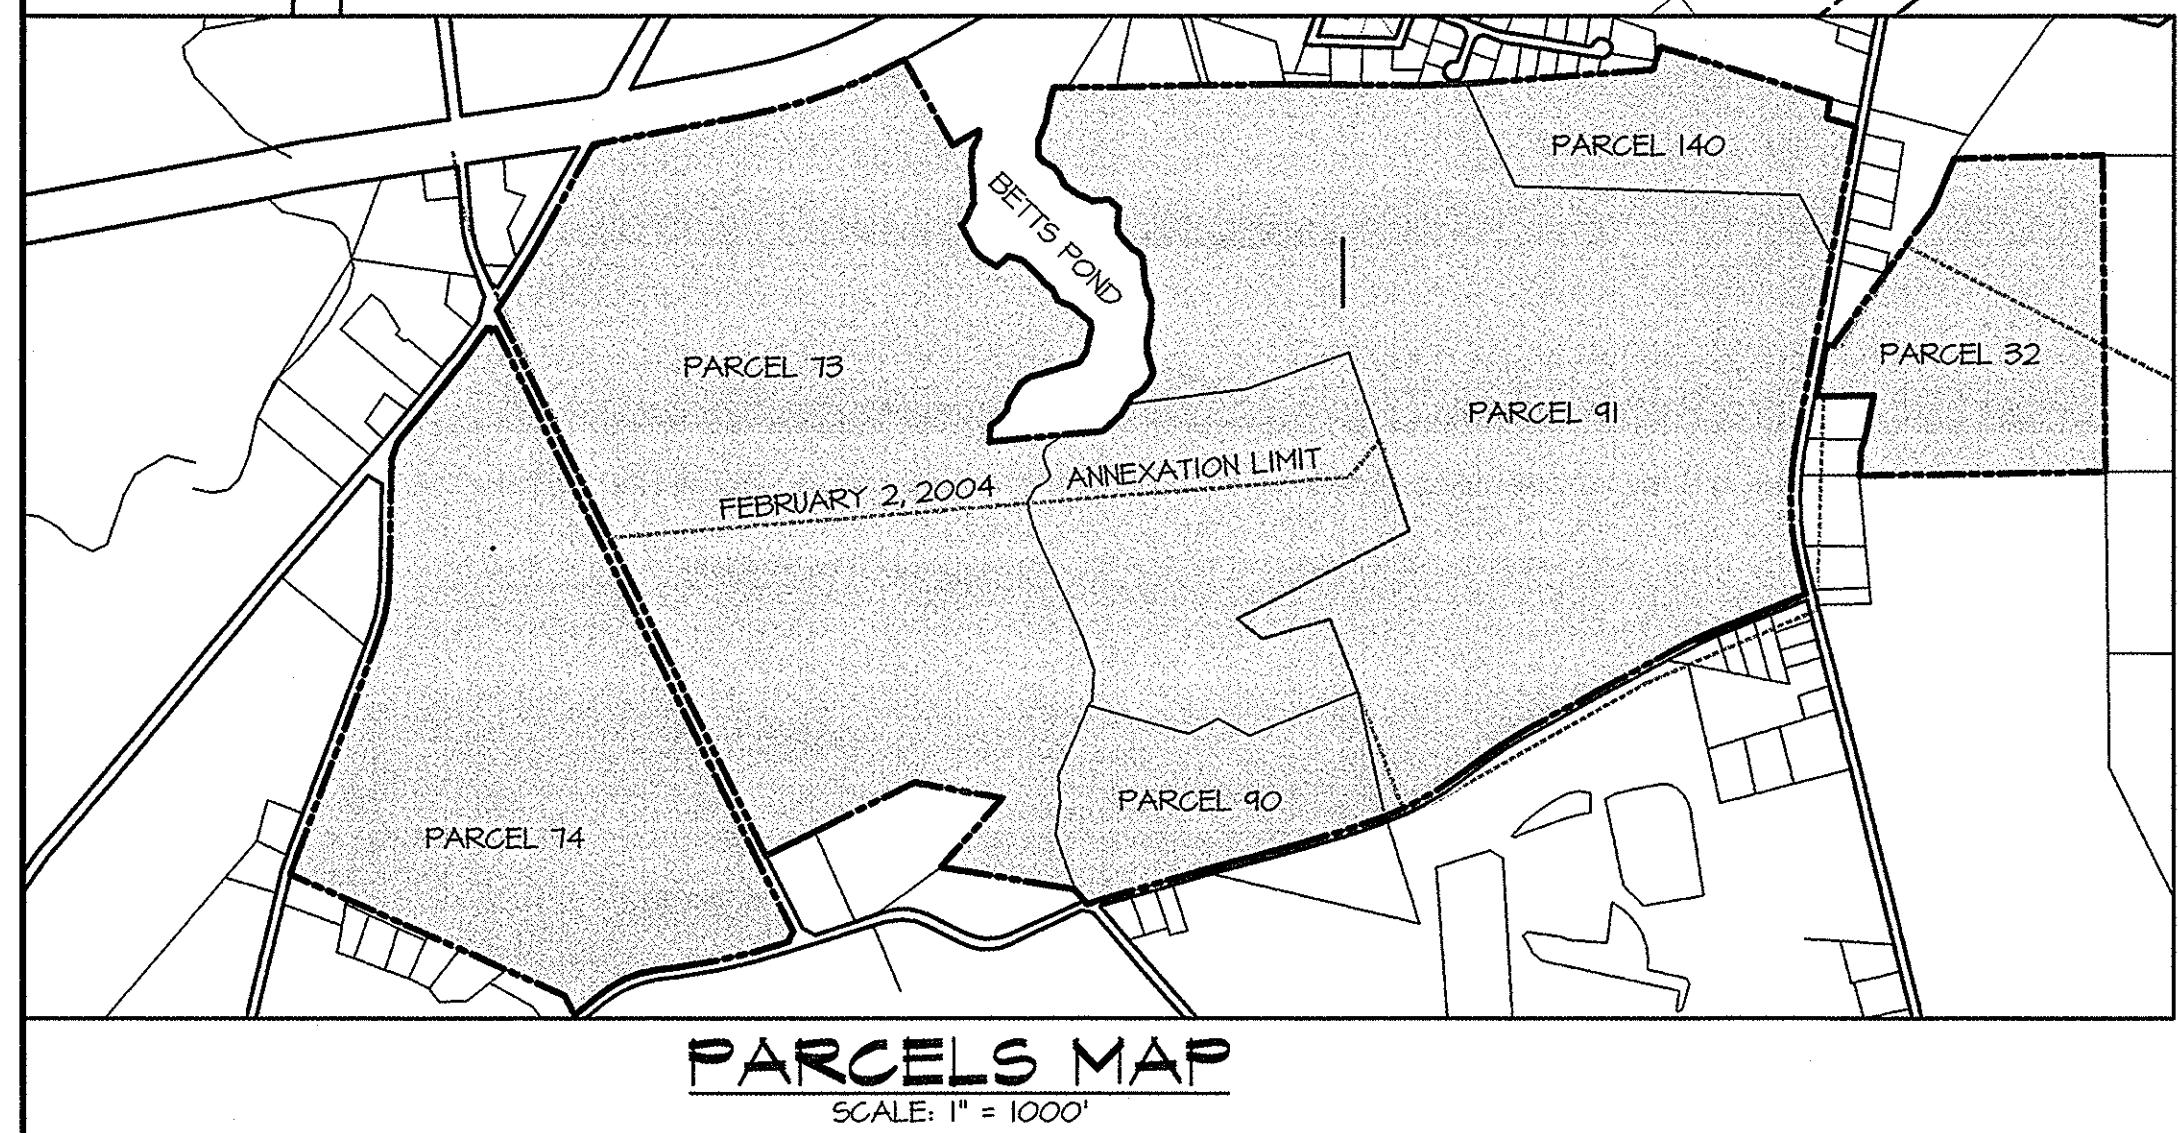 PARCEL 140
BETTS POND
PARCEL 73
PARCEL 32
PARCEL 91
FEBRUARY 2, 2004 ANNEXATION LIMIT
PARCEL 90
PARCEL 74
PARCELS MAP
SCALE: 1" = 1000'